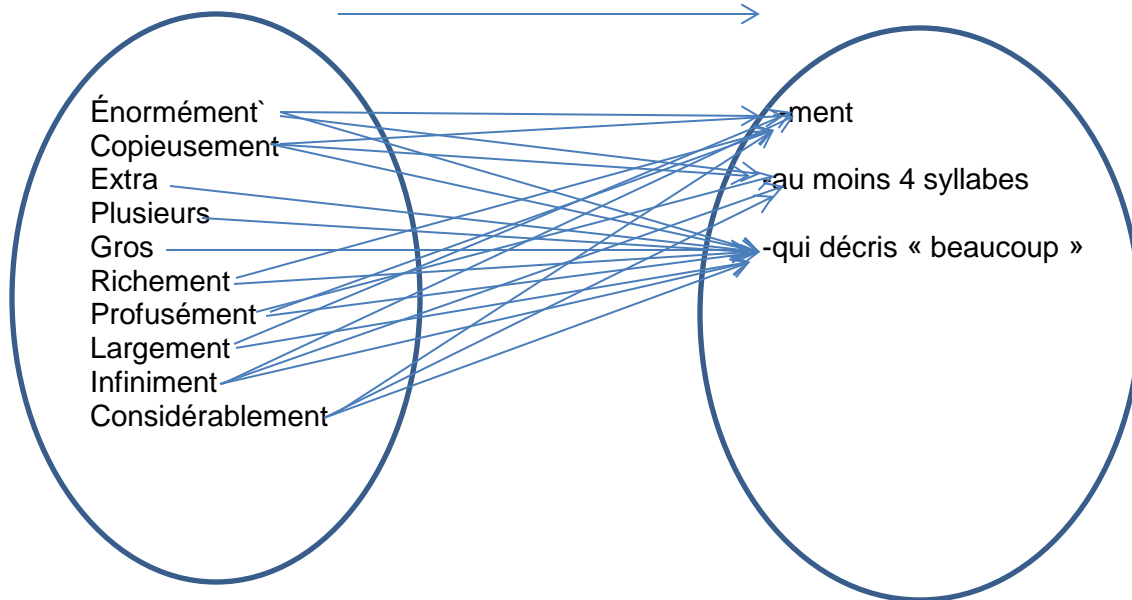 Énormément`
Copieusement
Extra
Plusieurs
Gros
Richement
Profusément
Largement
Infiniment
Considérablement
-ment
-au moins 4 syllabes
-qui décris « beaucoup »